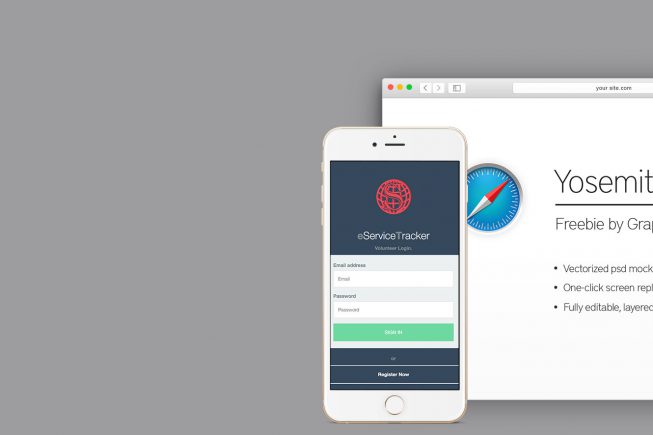 your site.com
Yosemit
Freebie by Grap
Vectorized psd mock
One-click screen repl
Fully editable, layered
eServiceTracker
Volunteer Login.
Email address
Email
Password
Password
SIGN IN
or
Register Now